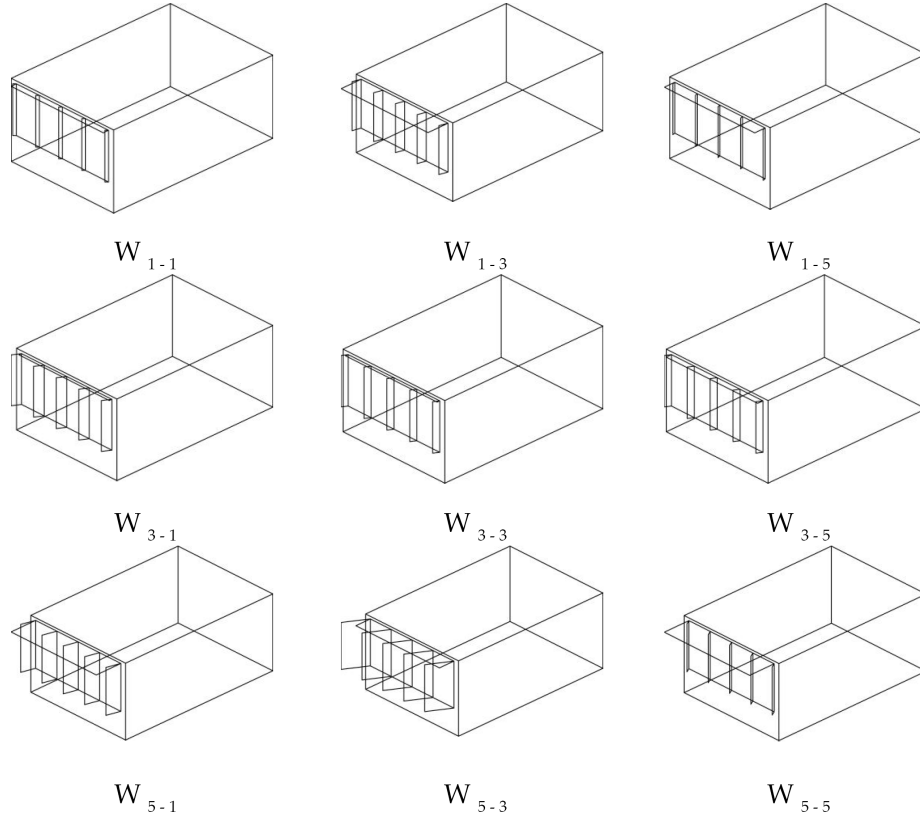 W 1 - 1 W 1 - 3 W 1 - 5
W 3 - 1 W 3 - 3 W 3 - 5
W 5 - 1 W 5 - 3 W 5 - 5